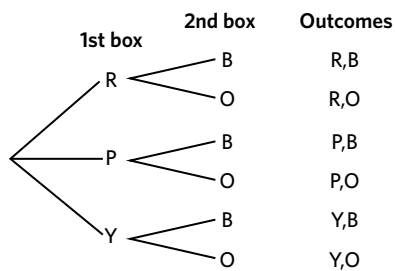 2nd box Outcomes
1st box
B R,B
R
O R,O
B P,B
P
O P,O
B Y,B
Y
O Y,O